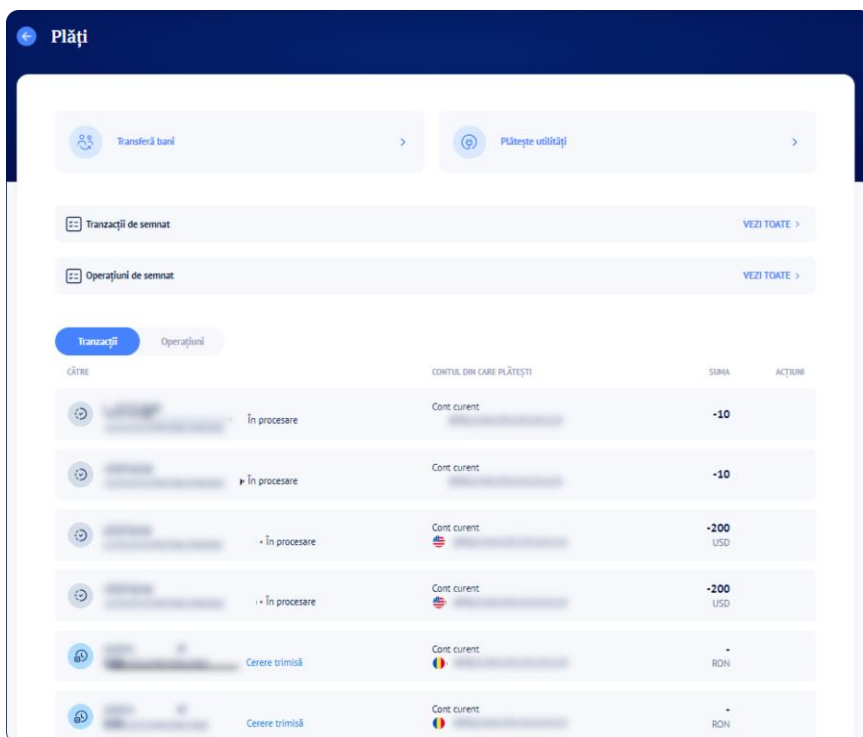 Plăți
Transferă bani
Plătește utilități
Tranzacții de semnat VEZI TOATE
Operațiuni de semnat VEZI TOATE
Tranzacții Operațiuni
CĂTRE CONTUL DIN CARE PLĂTEȘTI SUMA ACȚIUNI
În procesare Cont curent -10
În procesare Cont curent -10
În procesare Cont curent -200
USD
În procesare Cont curent -200
USD
Cerere trimisă Cont curent -
RON
Cerere trimisă Cont curent -
RON